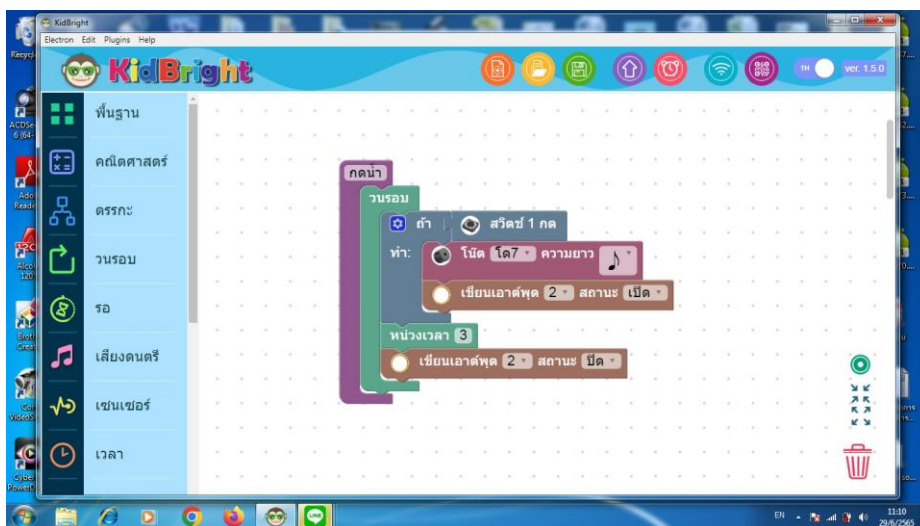 KidBright
Electron Edit Plugins Help
KidBright
TH
ver. 1.5.0
พื้นฐาน
คณิตศาสตร์
ตรรกะ
วนรอบ
รอ
เสียงดนตรี
เซนเซอร์
เวลา
กดน้ำ
วนรอบ
ถ้า สวิตช์ 1 กด
ทำ: โน๊ต โด7 ความยาว
เขียนเอาต์พุต 2 สถานะ เปิด
หน่วงเวลา 3
เขียนเอาต์พุต 2 สถานะ ปิด
LINE
EN
11:10
29/6/2565